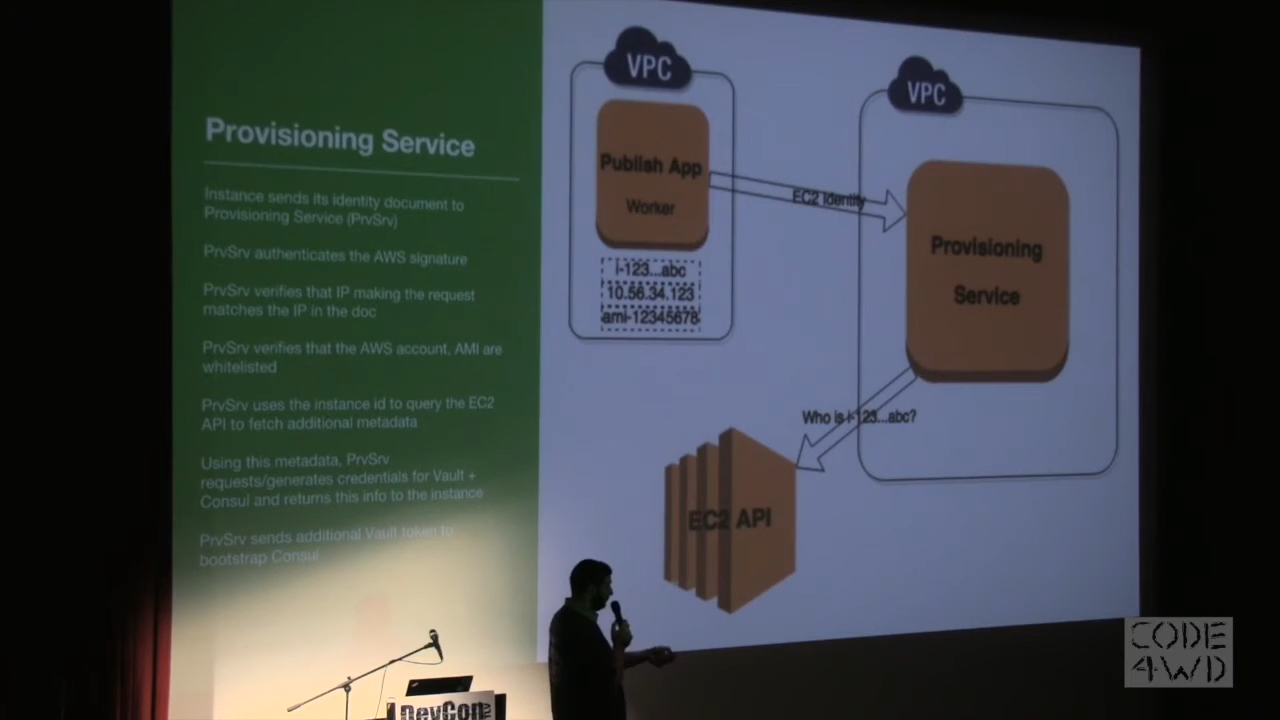 Provisioning Service
Instance sends its identity document to
Provisioning Service (PrvSrv)
PrvSrv authenticates the AWS signature
PrvSrv verifies that IP making the request
matches the IP in the doc
PrvSrv verifies that the AWS account, AMI are
whitelisted
PrvSrv uses the instance id to query the EC2
API to fetch additional metadata
Using this metadata, PrvSrv
requests/generates credentials for Vault +
Consul and returns this info to the instance
PrvSrv sends additional Vault token to
bootstrap Consul
VPC
Publish App
Worker
i-123...abc
10.56.34.123
ami-12345678
EC2 Identity
VPC
Provisioning
Service
Who is i-123...abc?
EC2 API
DevCon
TLV
CODE
4WD